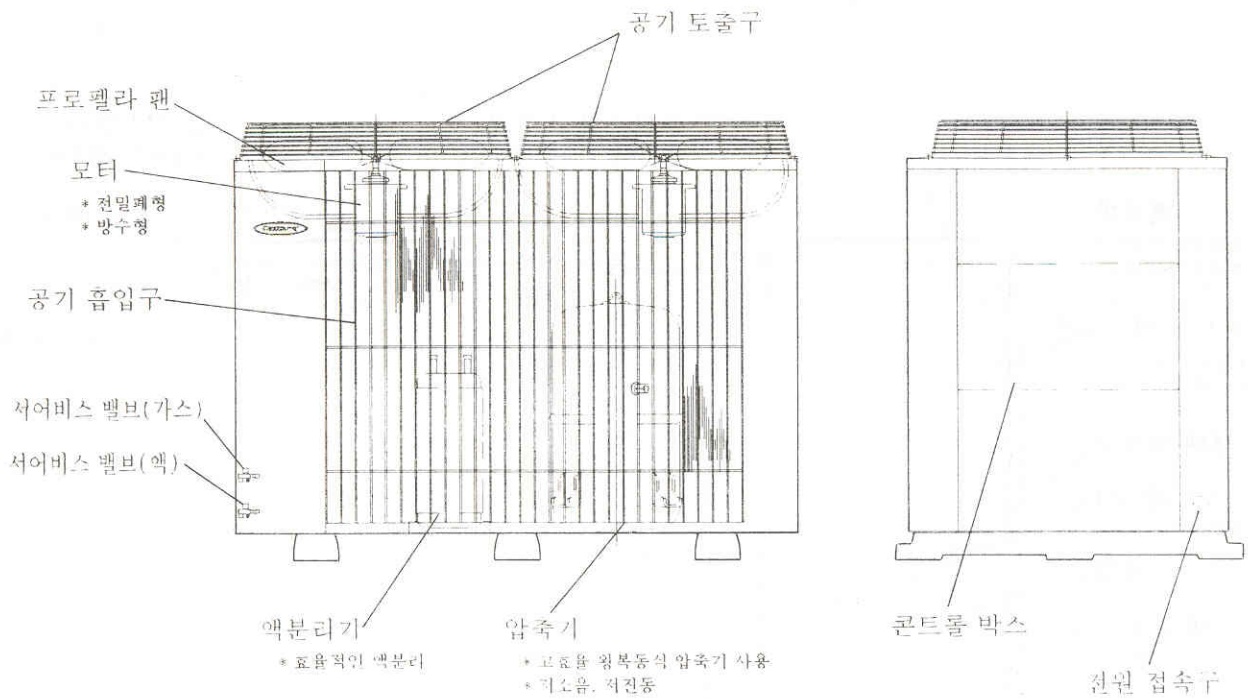 공기 토출구
프로펠라 팬
모터
* 전밀폐형
* 방수형
공기 흡입구
서어비스 밸브(가스)
서어비스 밸브(액)
액분리기
* 효율적인 액분리
압축기
* 고효율 왕복동식 압축기 사용
* 저소음, 저진동
콘트롤 박스
전원 접속구